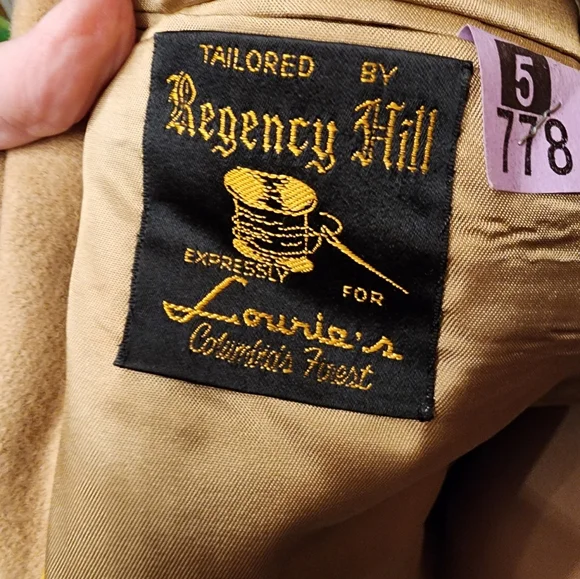 TAILORED BY
Regency Hill
EXPRESSLY FOR
Lourie's
Columbia's Finest
5
778